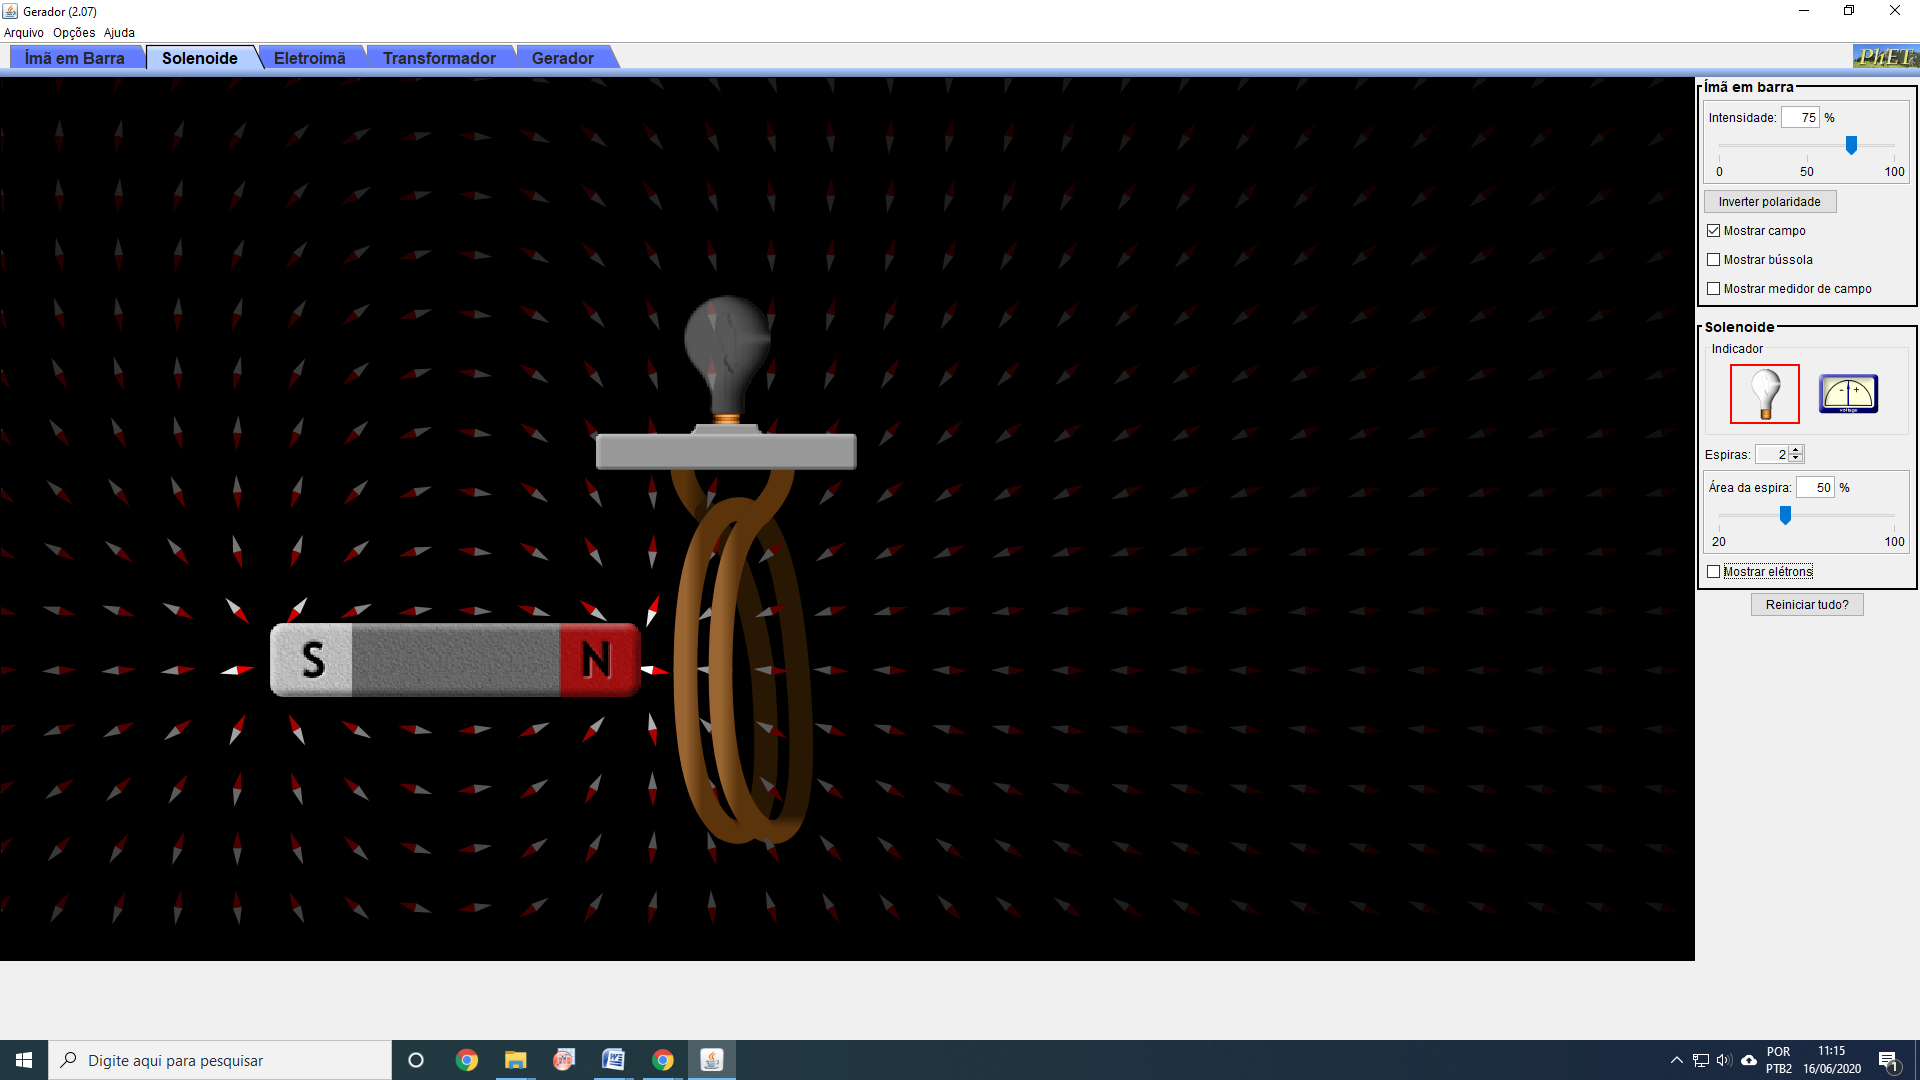 Gerador (2.07)
Arquivo Opções Ajuda
Ímã em Barra Solenoide Eletroímã Transformador Gerador
PhET
Ímã em barra
Intensidade: 75 %
0 50 100
Inverter polaridade
Mostrar campo
Mostrar bússola
Mostrar medidor de campo
Solenoide
Indicador
- +
voltage
Espiras: 2
Área da espira: 50 %
20 100
Mostrar elétrons
Reiniciar tudo?
S N
Digite aqui para pesquisar
W
POR
PTB2
11:15
16/06/2020
1